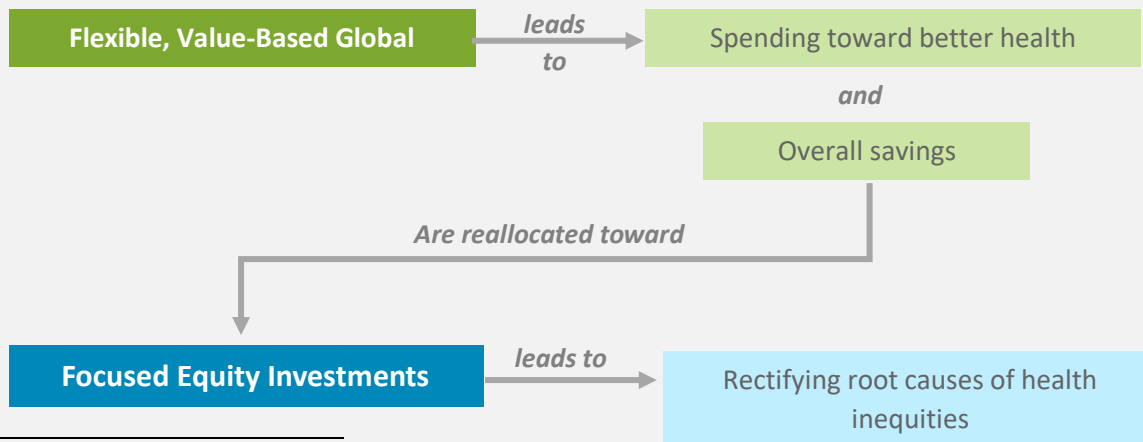 Flexible, Value-Based Global
leads
to
Spending toward better health
and
Overall savings
Are reallocated toward
Focused Equity Investments
leads to
Rectifying root causes of health
inequities